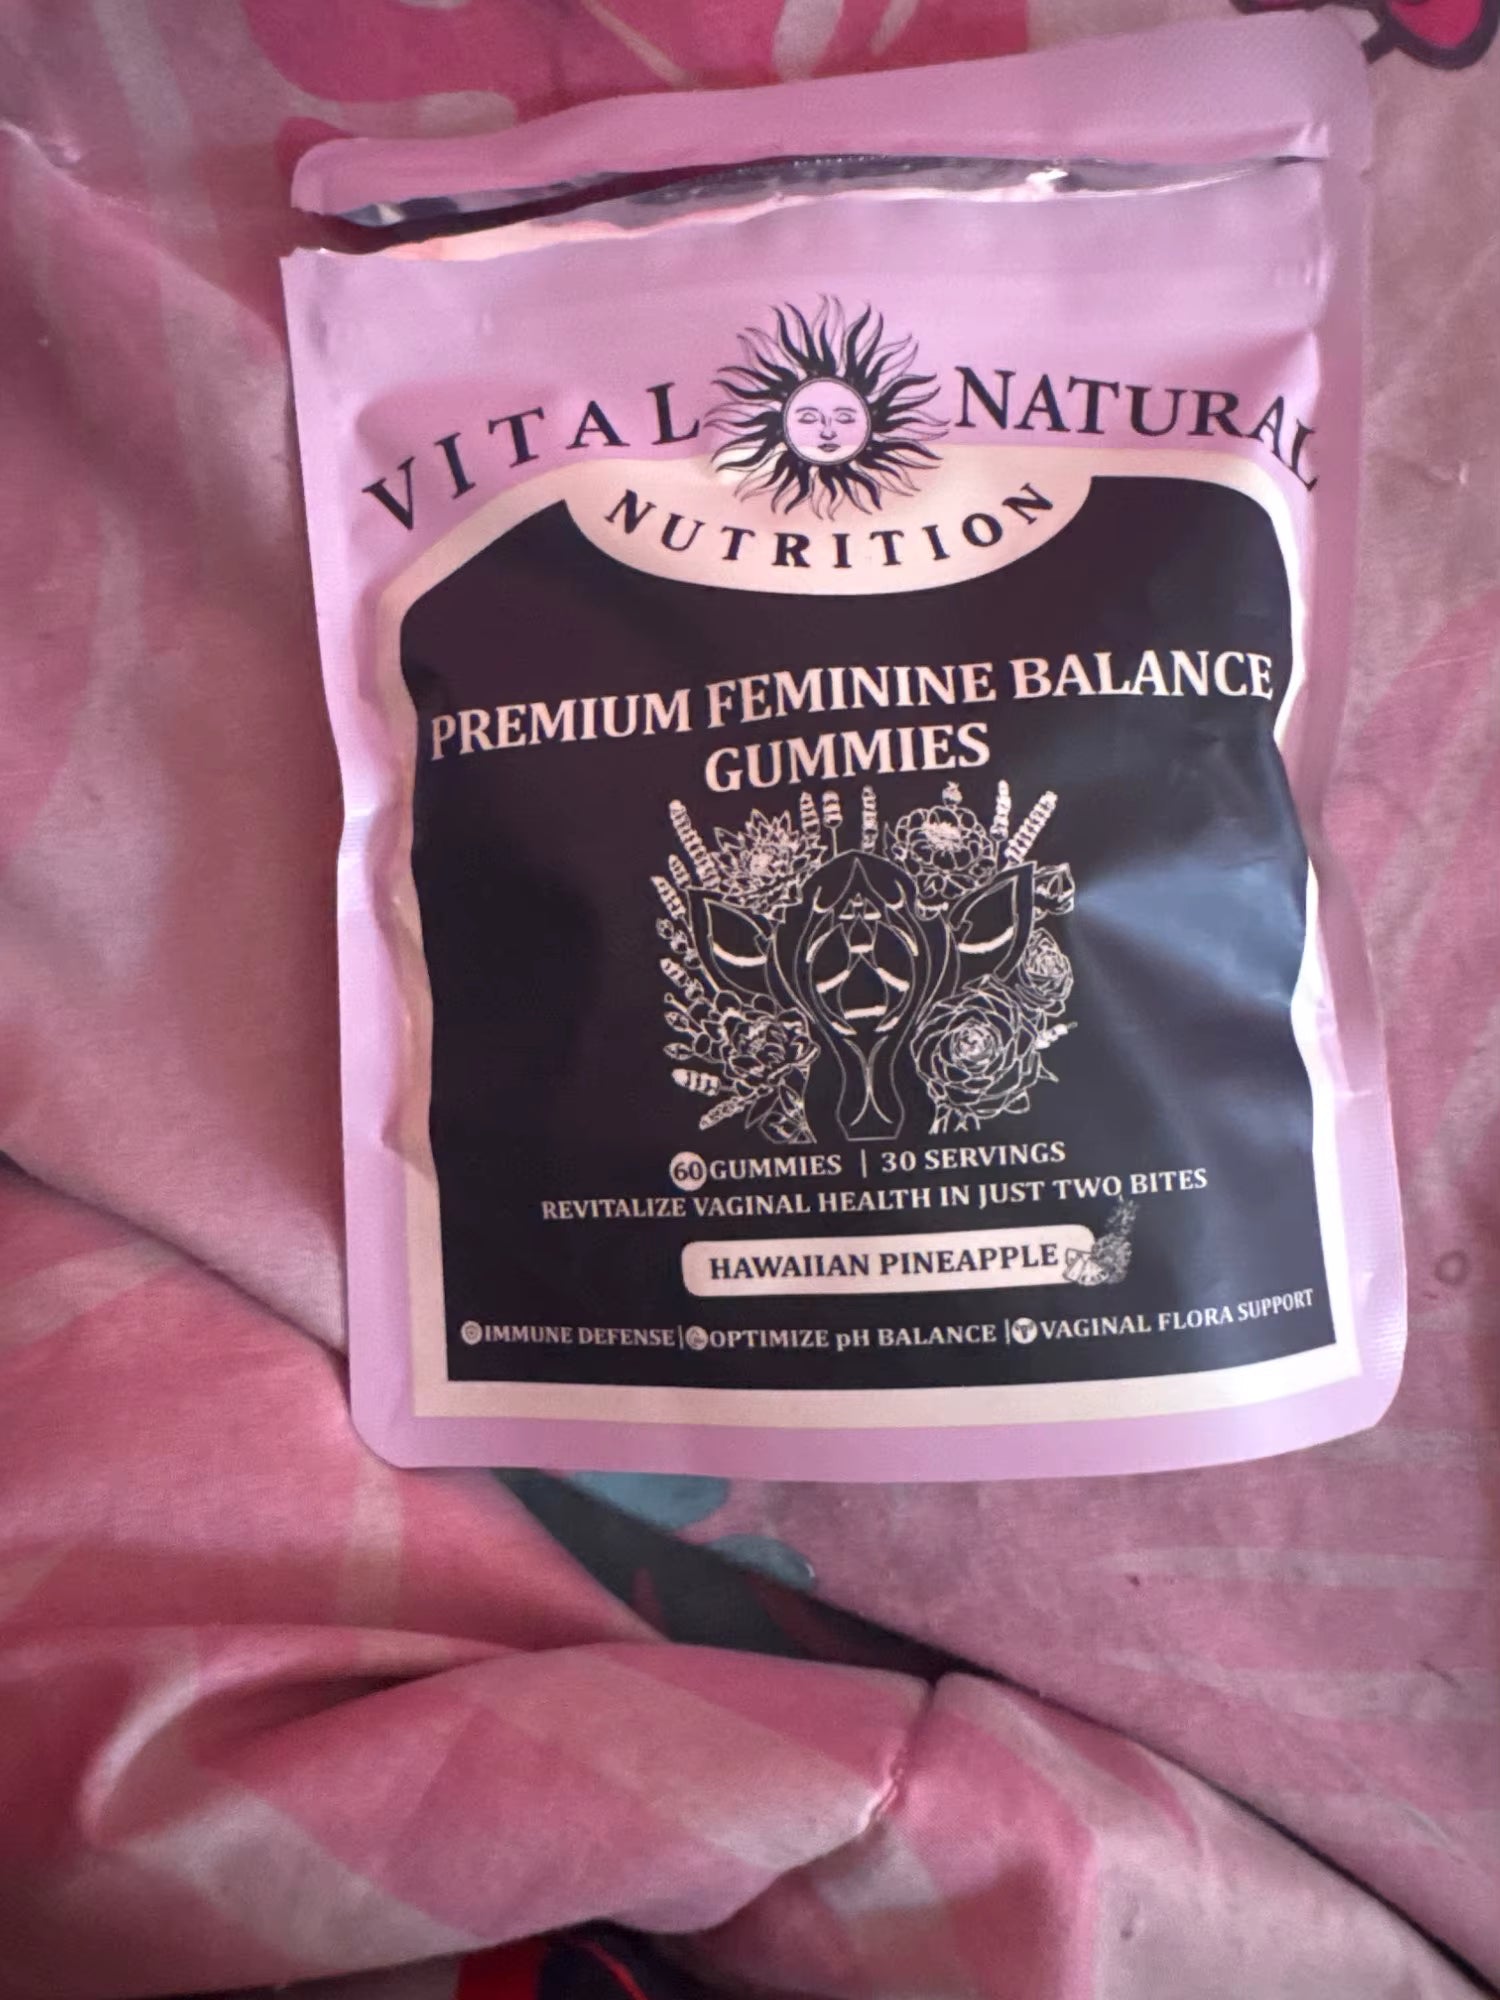 VITAL NATURAL
NUTRITION
PREMIUM FEMININE BALANCE
GUMMIES
60 GUMMIES | 30 SERVINGS
REVITALIZE VAGINAL HEALTH IN JUST TWO BITES
HAWAIIAN PINEAPPLE
IMMUNE DEFENSE | OPTIMIZE pH BALANCE | VAGINAL FLORA SUPPORT